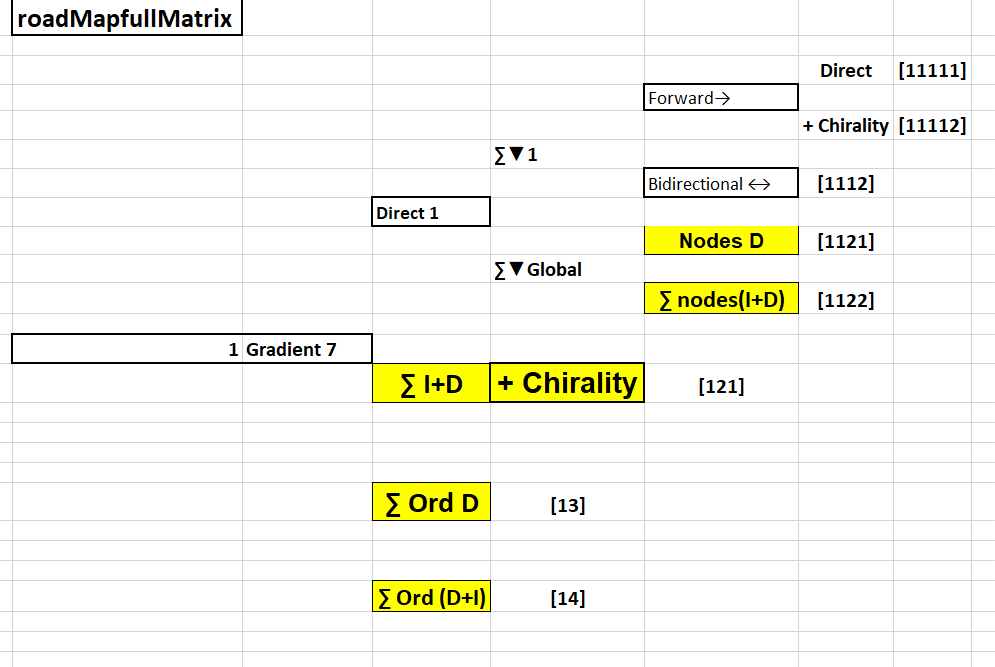 roadMapfullMatrix
Direct [11111]
Forward→
+ Chirality [11112]
∑▼1
Bidirectional ↔ [1112]
Direct 1
Nodes D [1121]
∑▼Global
∑ nodes(I+D) [1122]
1 Gradient 7
∑ I+D + Chirality [121]
∑ Ord D [13]
∑ Ord (D+I) [14]